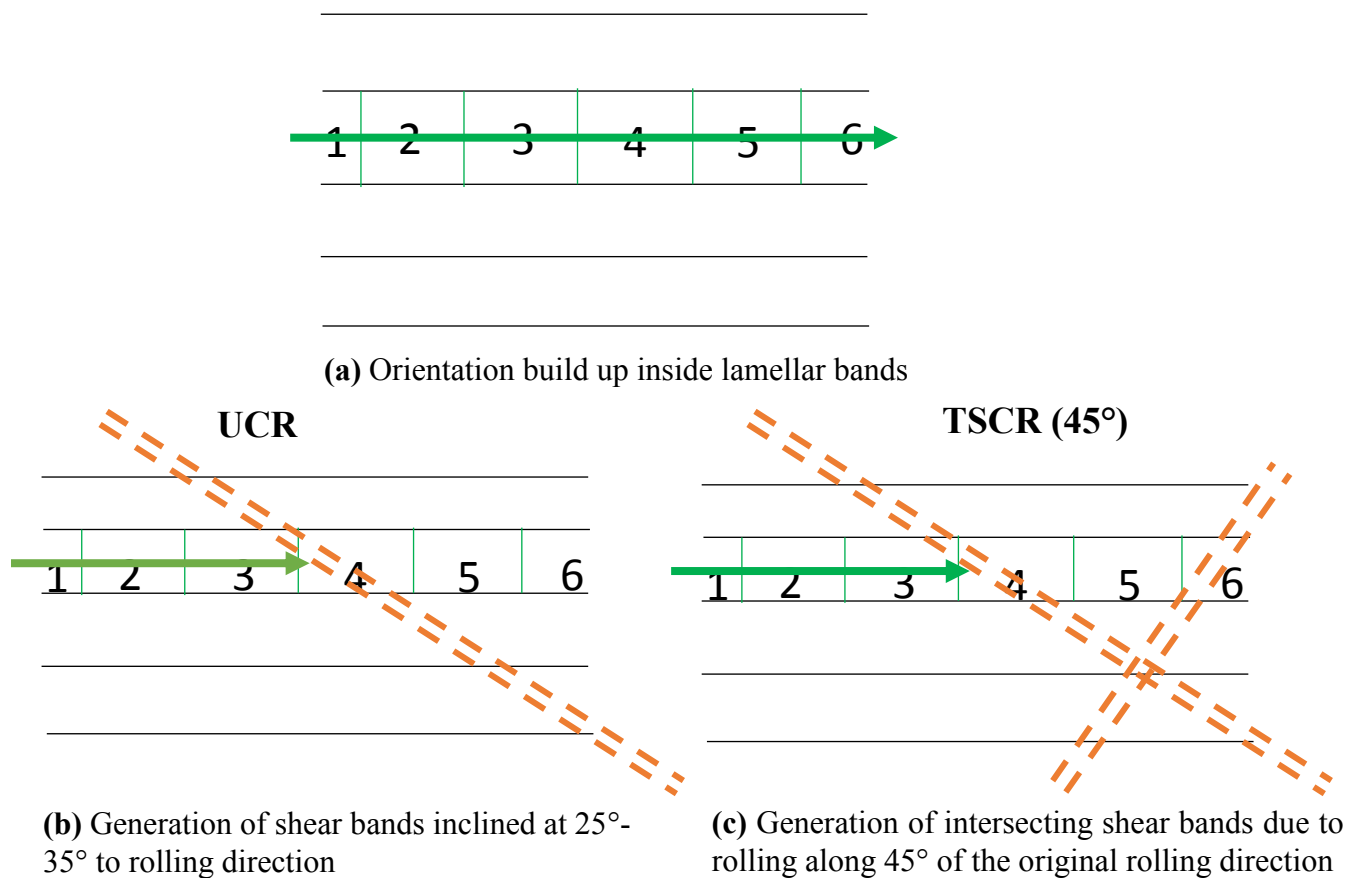 1 2 3 4 5 6
(a) Orientation build up inside lamellar bands
UCR
1 2 3 4 5 6
(b) Generation of shear bands inclined at 25°-
35° to rolling direction
TSCR (45°)
1 2 3 4 5 6
(c) Generation of intersecting shear bands due to
rolling along 45° of the original rolling direction